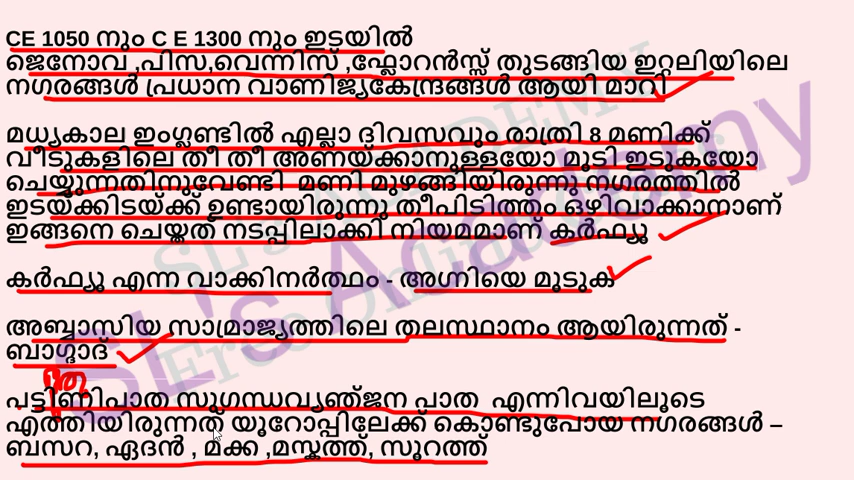 CE 1050 നും C E 1300 നും ഇടയിൽ
ജെനോവ ,പിസ,വെന്നിസ് ,ഫ്ലോറൻസ്സ് തുടങ്ങിയ ഇറ്റലിയിലെ
നഗരങ്ങൾ പ്രധാന വാണിജ്യകേന്ദ്രങ്ങൾ ആയി മാറി
മധ്യകാല ഇംഗ്ലണ്ടിൽ എല്ലാ ദിവസവും രാത്രി 8 മണിക്ക്
വീടുകളിലെ തീ തീ അണയ്ക്കാനുള്ളയോ മൂടി ഇടുകയോ
ചെയ്യുന്നതിനുവേണ്ടി മണി മുഴങ്ങിയിരുന്നു നഗരത്തിൽ
ഇടയ്ക്കിടയ്ക്ക് ഉണ്ടായിരുന്നു തീപിടിത്തം ഒഴിവാക്കാനാണ്
ഇങ്ങനെ ചെയ്തത് നടപ്പിലാക്കി നിയമമാണ് കർഫ്യൂ
കർഫ്യൂ എന്ന വാക്കിനർത്ഥം - അഗ്നിയെ മൂടുക
അബ്ബാസിയ സാമ്രാജ്യത്തിലെ തലസ്ഥാനം ആയിരുന്നത് -
ബാഗ്ദാദ്
പട്ടിണിപാത സുഗന്ധവ്യഞ്ജന പാത എന്നിവയിലൂടെ
എത്തിയിരുന്നത് യൂറോപ്പിലേക്ക് കൊണ്ടുപോയ നഗരങ്ങൾ –
ബസറ, ഏദൻ , മക്ക ,മസ്കത്ത്, സൂറത്ത്
SL's Academy